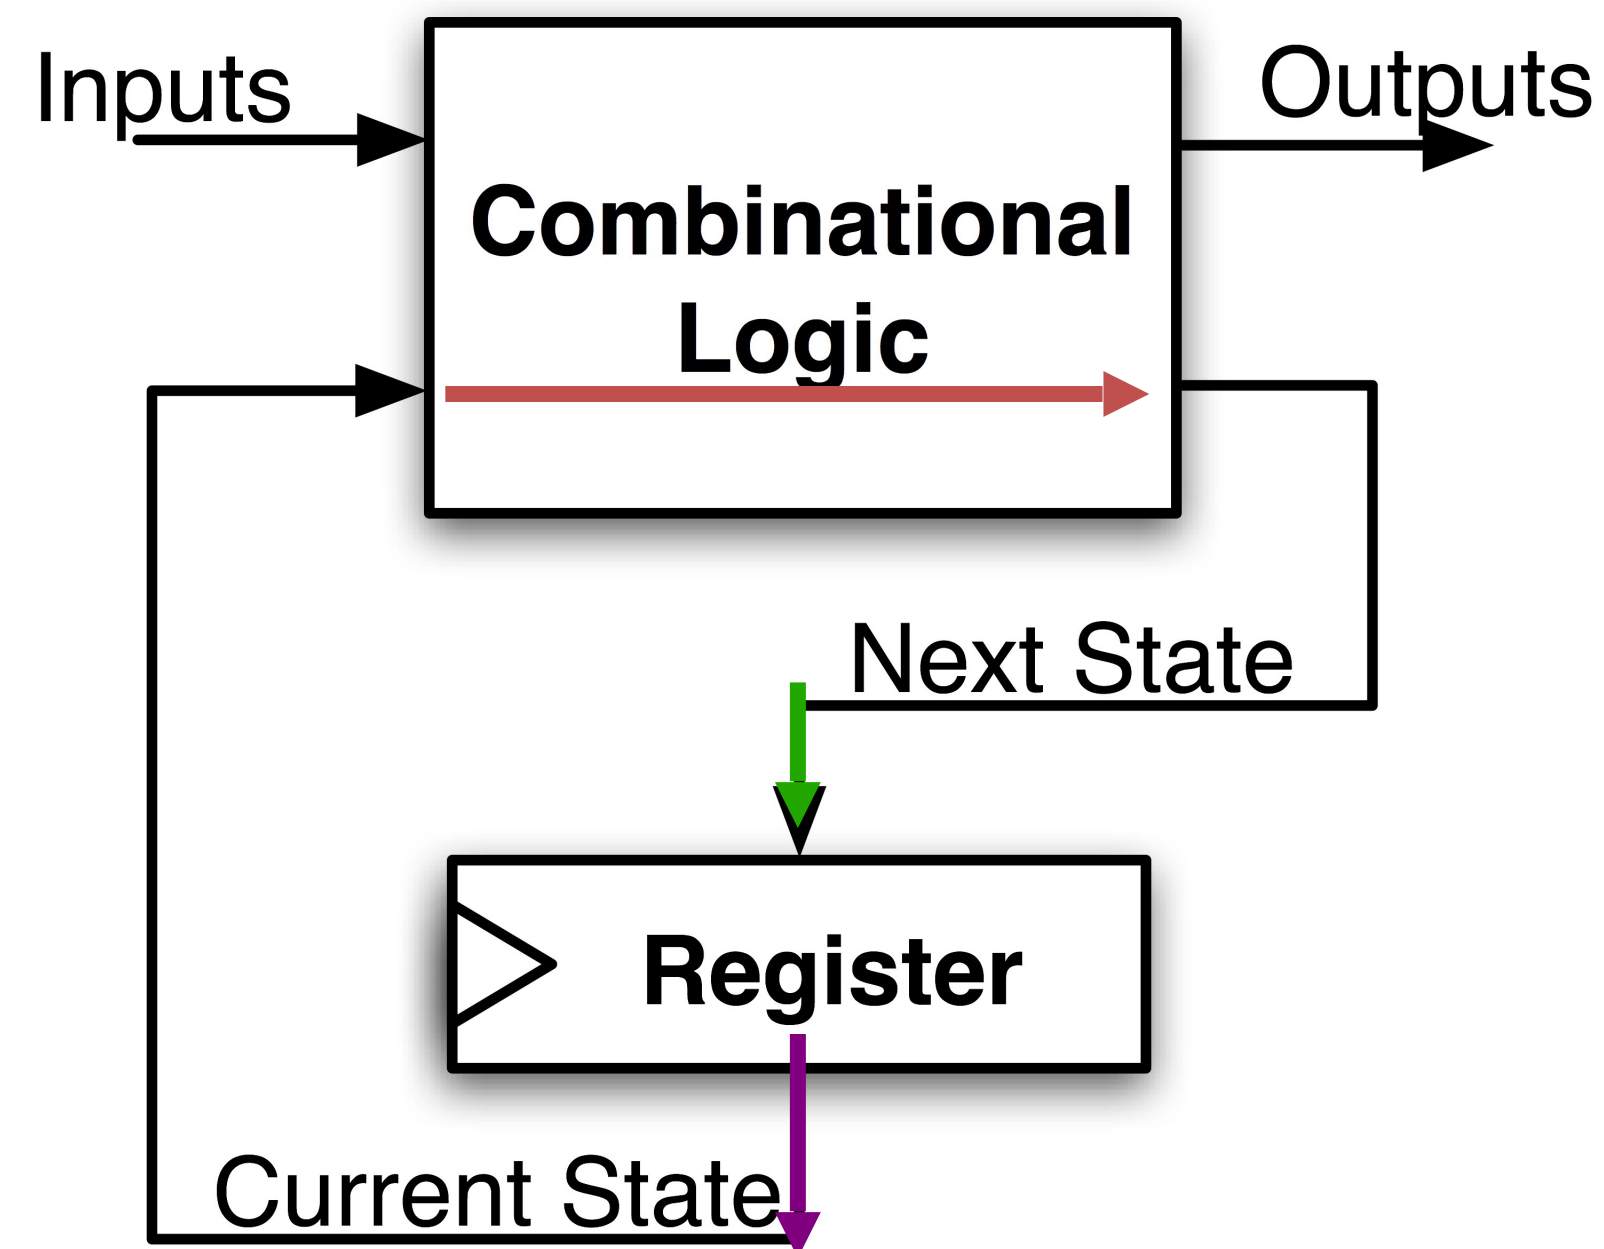 Inputs
Outputs
Combinational
Logic
Next State
Register
Current State